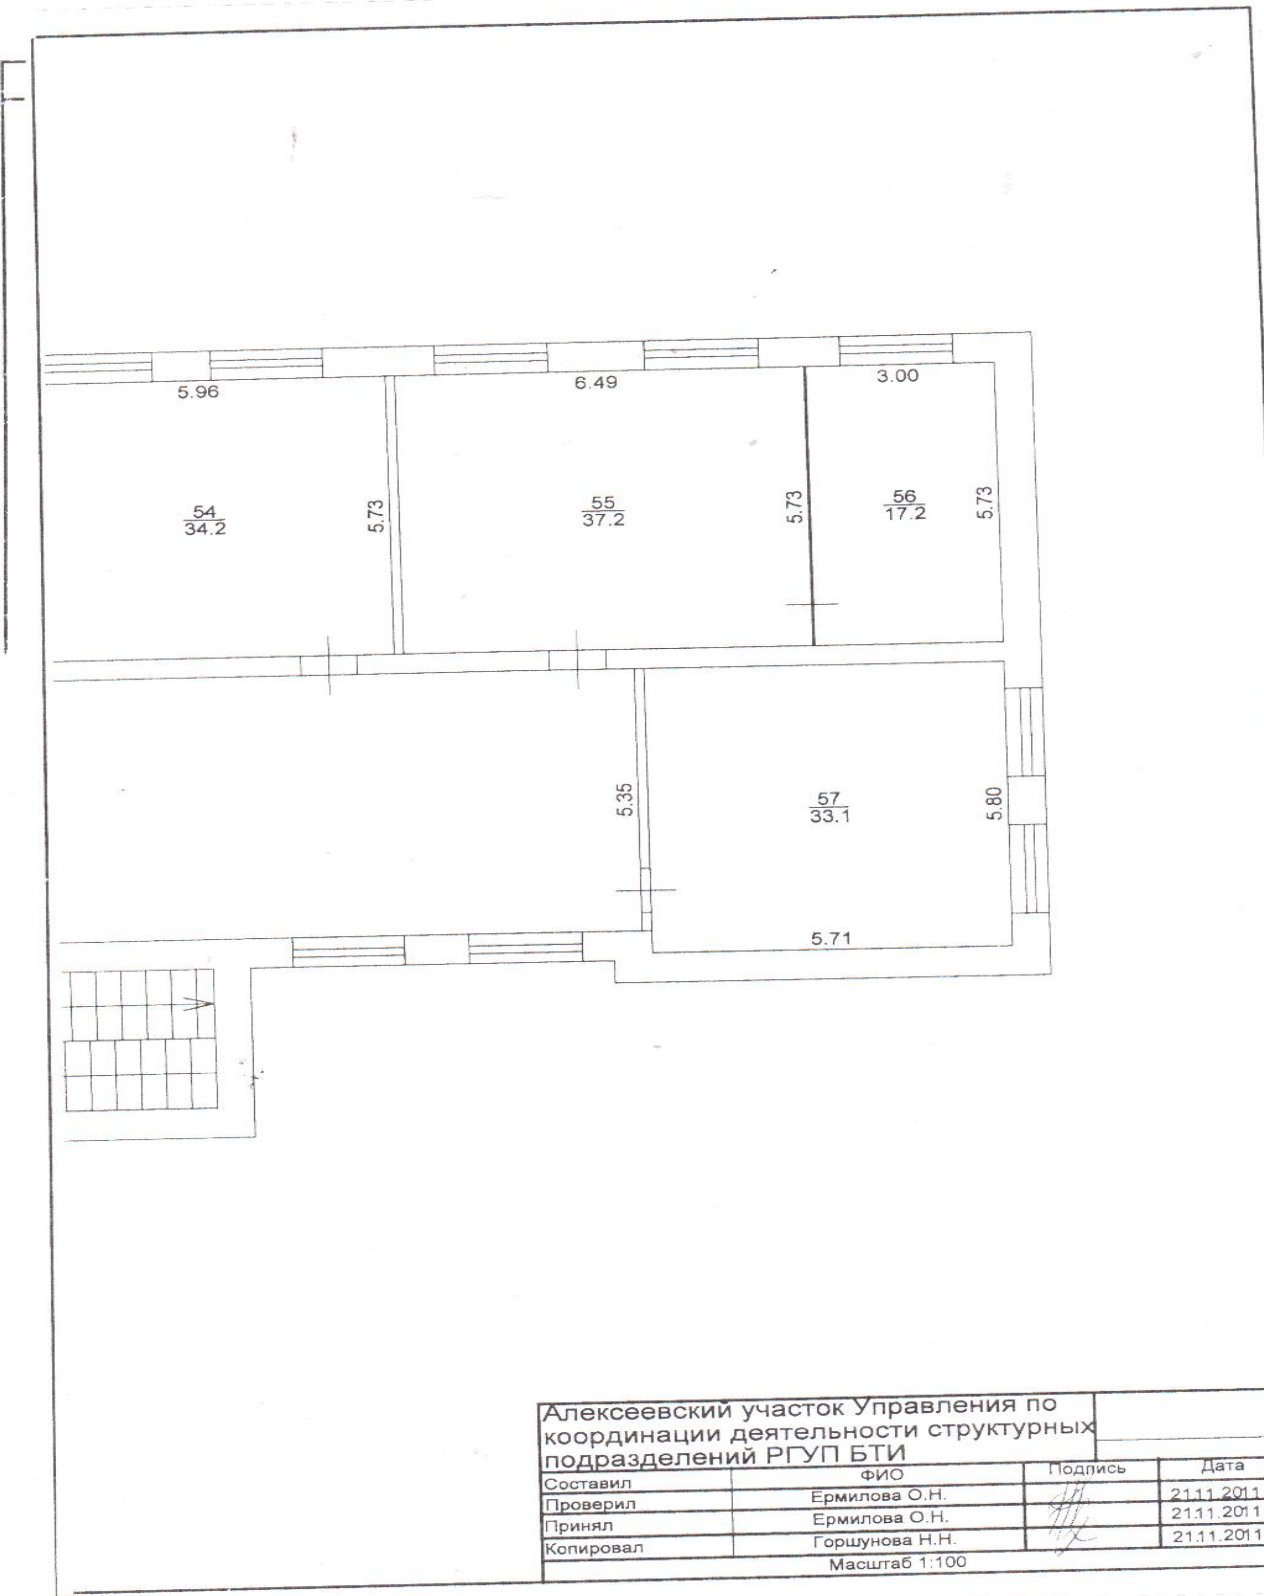 5.96
6.49
3.00
54
34.2
5.73
55
37.2
5.73
56
17.2
5.73
5.35
57
33.1
5.80
5.71
Алексеевский участок Управления по
координации деятельности структурных
подразделений РГУП БТИ
Составил ФИО Подпись Дата
Проверил Ермилова О.Н. 21.11.2011
Принял Ермилова О.Н. 21.11.2011
Копировал Горшунова Н.Н. 21.11.2011
Масштаб 1:100